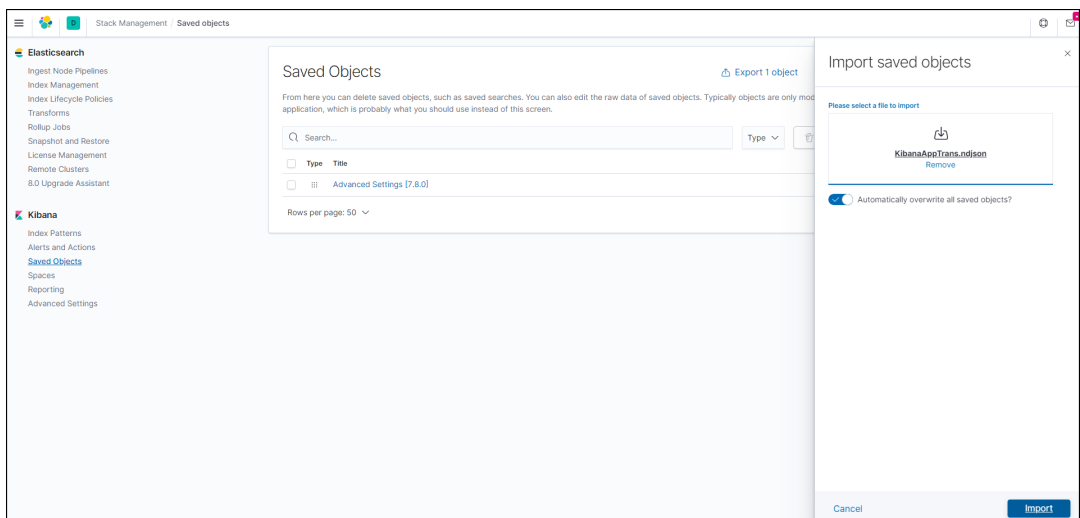 D
Stack Management / Saved objects
Elasticsearch
Ingest Node Pipelines
Index Management
Index Lifecycle Policies
Transforms
Rollup Jobs
Snapshot and Restore
License Management
Remote Clusters
8.0 Upgrade Assistant
Kibana
Index Patterns
Alerts and Actions
Saved Objects
Spaces
Reporting
Advanced Settings
Saved Objects
Export 1 object
From here you can delete saved objects, such as saved searches. You can also edit the raw data of saved objects. Typically objects are only mod
application, which is probably what you should use instead of this screen.
Search...
Type
Type Title
Advanced Settings [7.8.0]
Rows per page: 50
Import saved objects
Please select a file to import
KibanaAppTrans.ndjson
Remove
Automatically overwrite all saved objects?
Cancel
Import